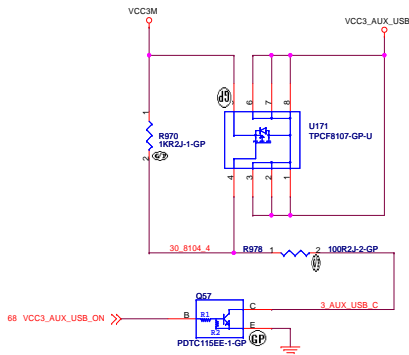 VCC3M
VCC3_AUX_USB
GP
6
7
8
1
R970
1KR2J-1-GP
2
U171
TPCF8107-GP-U
4
3
2
1
30_8104_4
R978
1
2
100R2J-2-GP
Q57
C
3_AUX_USB_C
68
VCC3_AUX_USB_ON
B
R1
R2
E
GP
PDTC115EE-1-GP